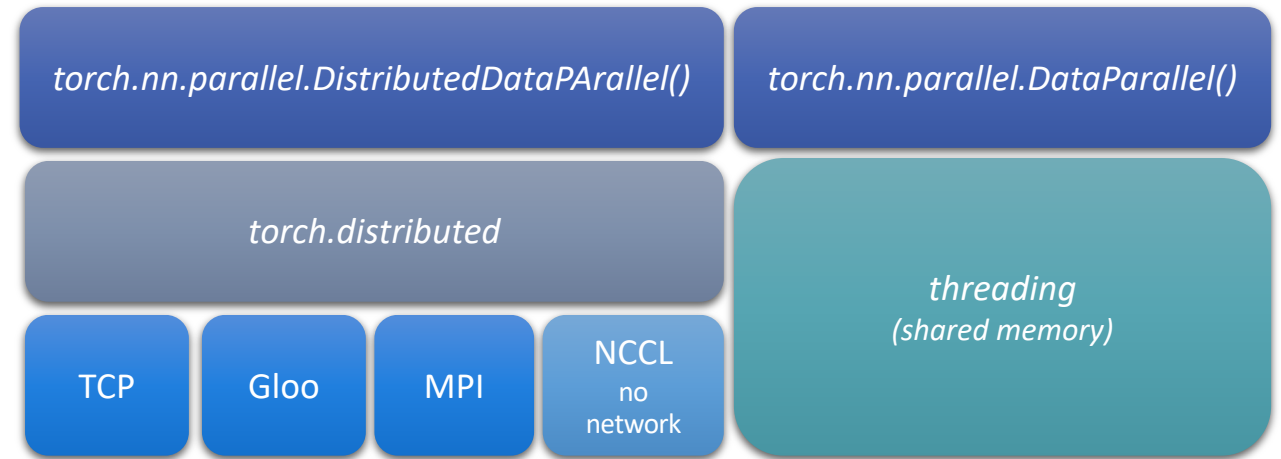 torch.nn.parallel.DistributedDataPArallel()
torch.nn.parallel.DataParallel()
torch.distributed
threading
(shared memory)
TCP
Gloo
MPI
NCCL
no
network